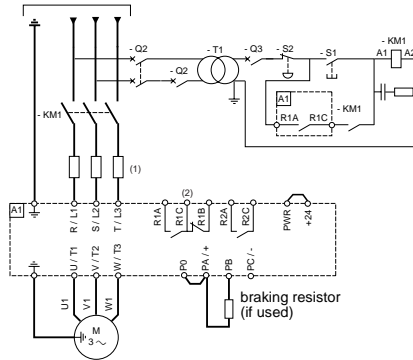 - Q2
- T1
- Q3
- S2
- S1
- KM1
A1
A2
- Q2
A1
- KM1
R1A
R1C
- KM1
(1)
(2)
A1
R / L1
S / L2
T / L3
R1A
R1C
R1B
R2A
R2C
PWR
+24
U / T1
V / T2
W / T3
P0
PA / +
PB
PC / -
U1
V1
W1
M
3 ~
braking resistor
(if used)